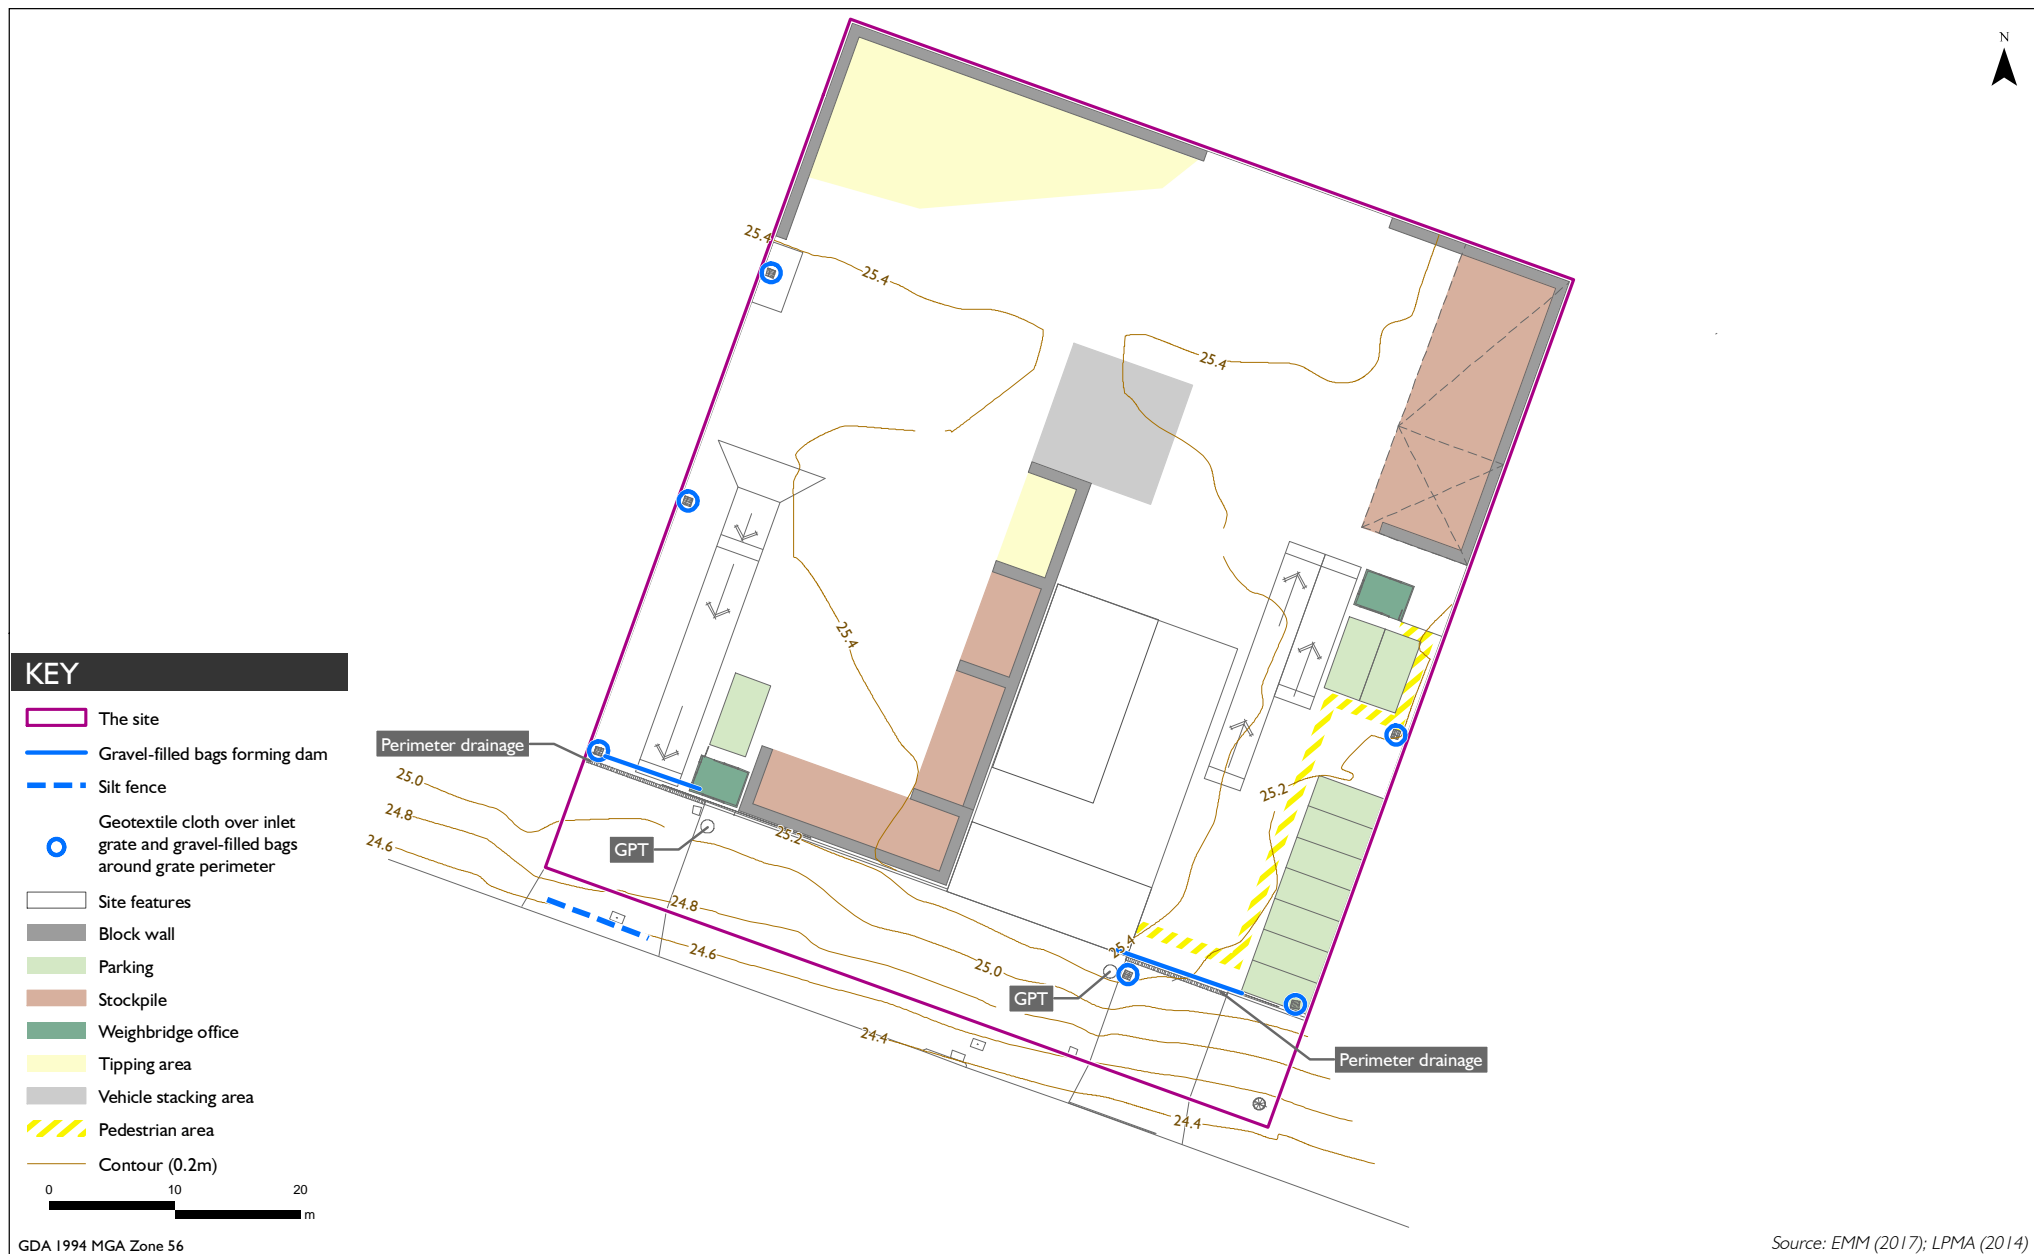 N
25.4
25.4
25.4
25.4
Perimeter drainage
25.0
24.8
24.6
GPT
25.2
25.2
24.8
24.6
25.4
25.0
GPT
24.4
Perimeter drainage
24.4
KEY
The site
Gravel-filled bags forming dam
Silt fence
Geotextile cloth over inlet
grate and gravel-filled bags
around grate perimeter
Site features
Block wall
Parking
Stockpile
Weighbridge office
Tipping area
Vehicle stacking area
Pedestrian area
Contour (0.2m)
0 10 20
m
GDA 1994 MGA Zone 56
Source: EMM (2017); LPMA (2014)